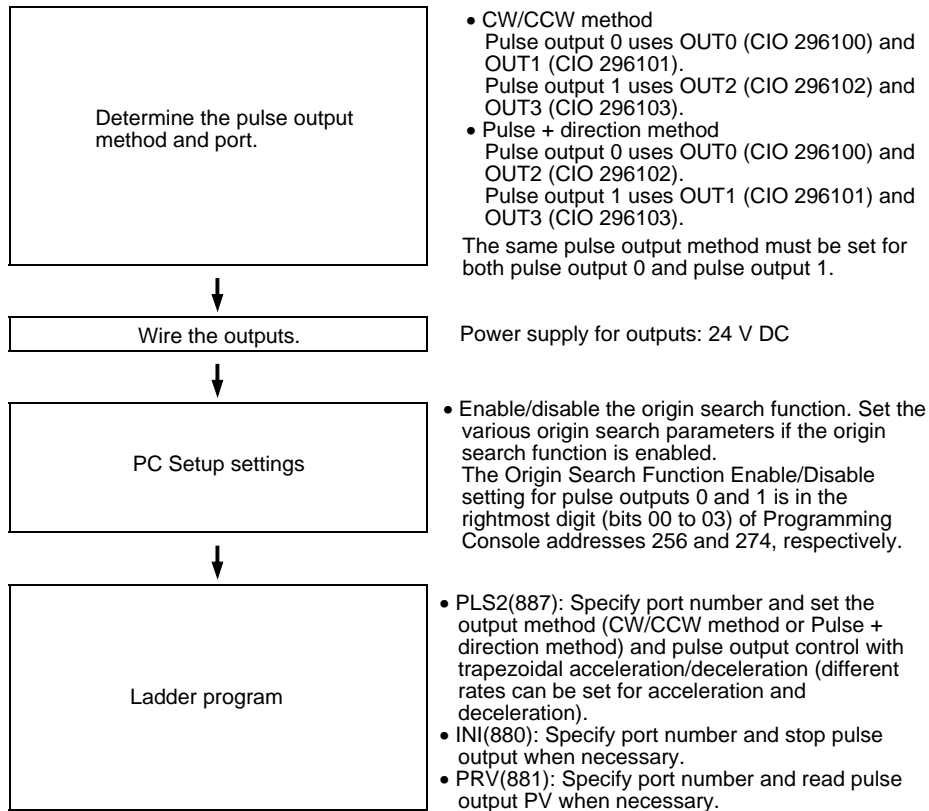 Determine the pulse output
method and port.
• CW/CCW method
Pulse output 0 uses OUT0 (CIO 296100) and
OUT1 (CIO 296101).
Pulse output 1 uses OUT2 (CIO 296102) and
OUT3 (CIO 296103).
• Pulse + direction method
Pulse output 0 uses OUT0 (CIO 296100) and
OUT2 (CIO 296102).
Pulse output 1 uses OUT1 (CIO 296101) and
OUT3 (CIO 296103).
The same pulse output method must be set for
both pulse output 0 and pulse output 1.
Wire the outputs.
Power supply for outputs: 24 V DC
PC Setup settings
• Enable/disable the origin search function. Set the
various origin search parameters if the origin
search function is enabled.
The Origin Search Function Enable/Disable
setting for pulse outputs 0 and 1 is in the
rightmost digit (bits 00 to 03) of Programming
Console addresses 256 and 274, respectively.
Ladder program
• PLS2(887): Specify port number and set the
output method (CW/CCW method or Pulse +
direction method) and pulse output control with
trapezoidal acceleration/deceleration (different
rates can be set for acceleration and
deceleration).
• INI(880): Specify port number and stop pulse
output when necessary.
• PRV(881): Specify port number and read pulse
output PV when necessary.